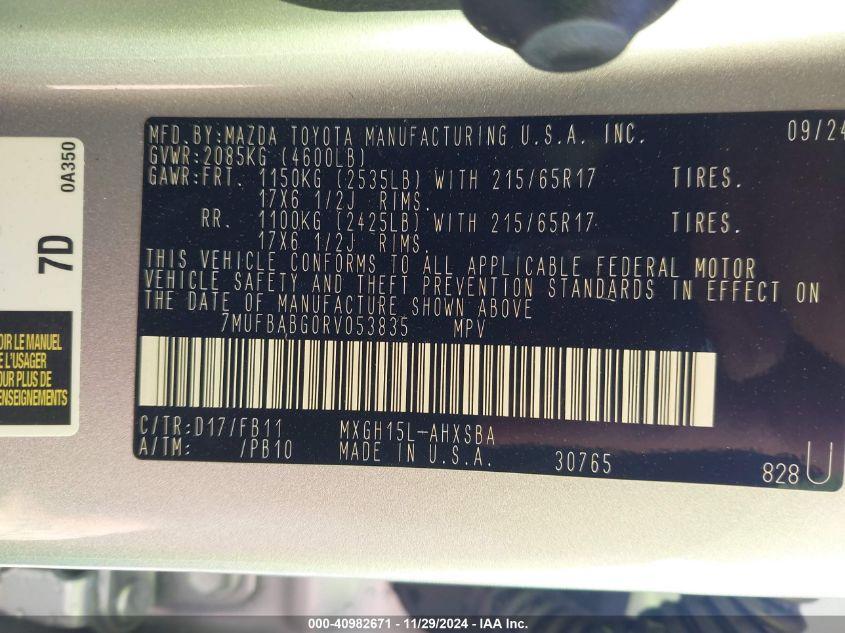 MFD.BY:MAZDA TOYOTA MANUFACTURING U.S.A. INC. 09/24
GVWR:2085KG (4600LB)
GAWR:FRT. 1150KG (2535LB) WITH 215/65R17 TIRES.
17X6 1/2J RIMS.
RR. 1100KG (2425LB) WITH 215/65R17 TIRES.
17X6 1/2J RIMS.
THIS VEHICLE CONFORMS TO ALL APPLICABLE FEDERAL MOTOR
VEHICLE SAFETY AND THEFT PREVENTION STANDARDS IN EFFECT ON
THE DATE OF MANUFACTURE SHOWN ABOVE
7MUFBABG0RV053835 MPV
C/TR:D17/FB11 MXGH15L-AHXSBA
A/TM: /PB10 MADE IN U.S.A. 30765 828 U
0A350
7D
OIR LE MANUEL
E L'USAGER
OUR PLUS DE
ENSEIGNEMENTS
000-40982671 - 11/29/2024 - IAA Inc.